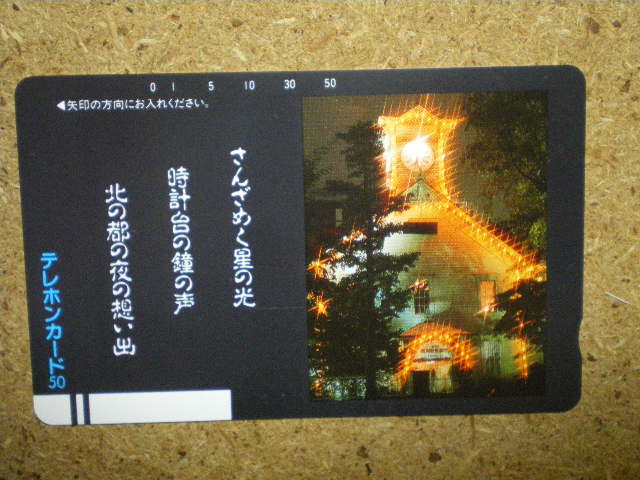 0 1 5 10 30 50
◀矢印の方向にお入れください。
さんざめく星の光
時計台の鐘の声
北の都の夜の想い出
テレホンカード50